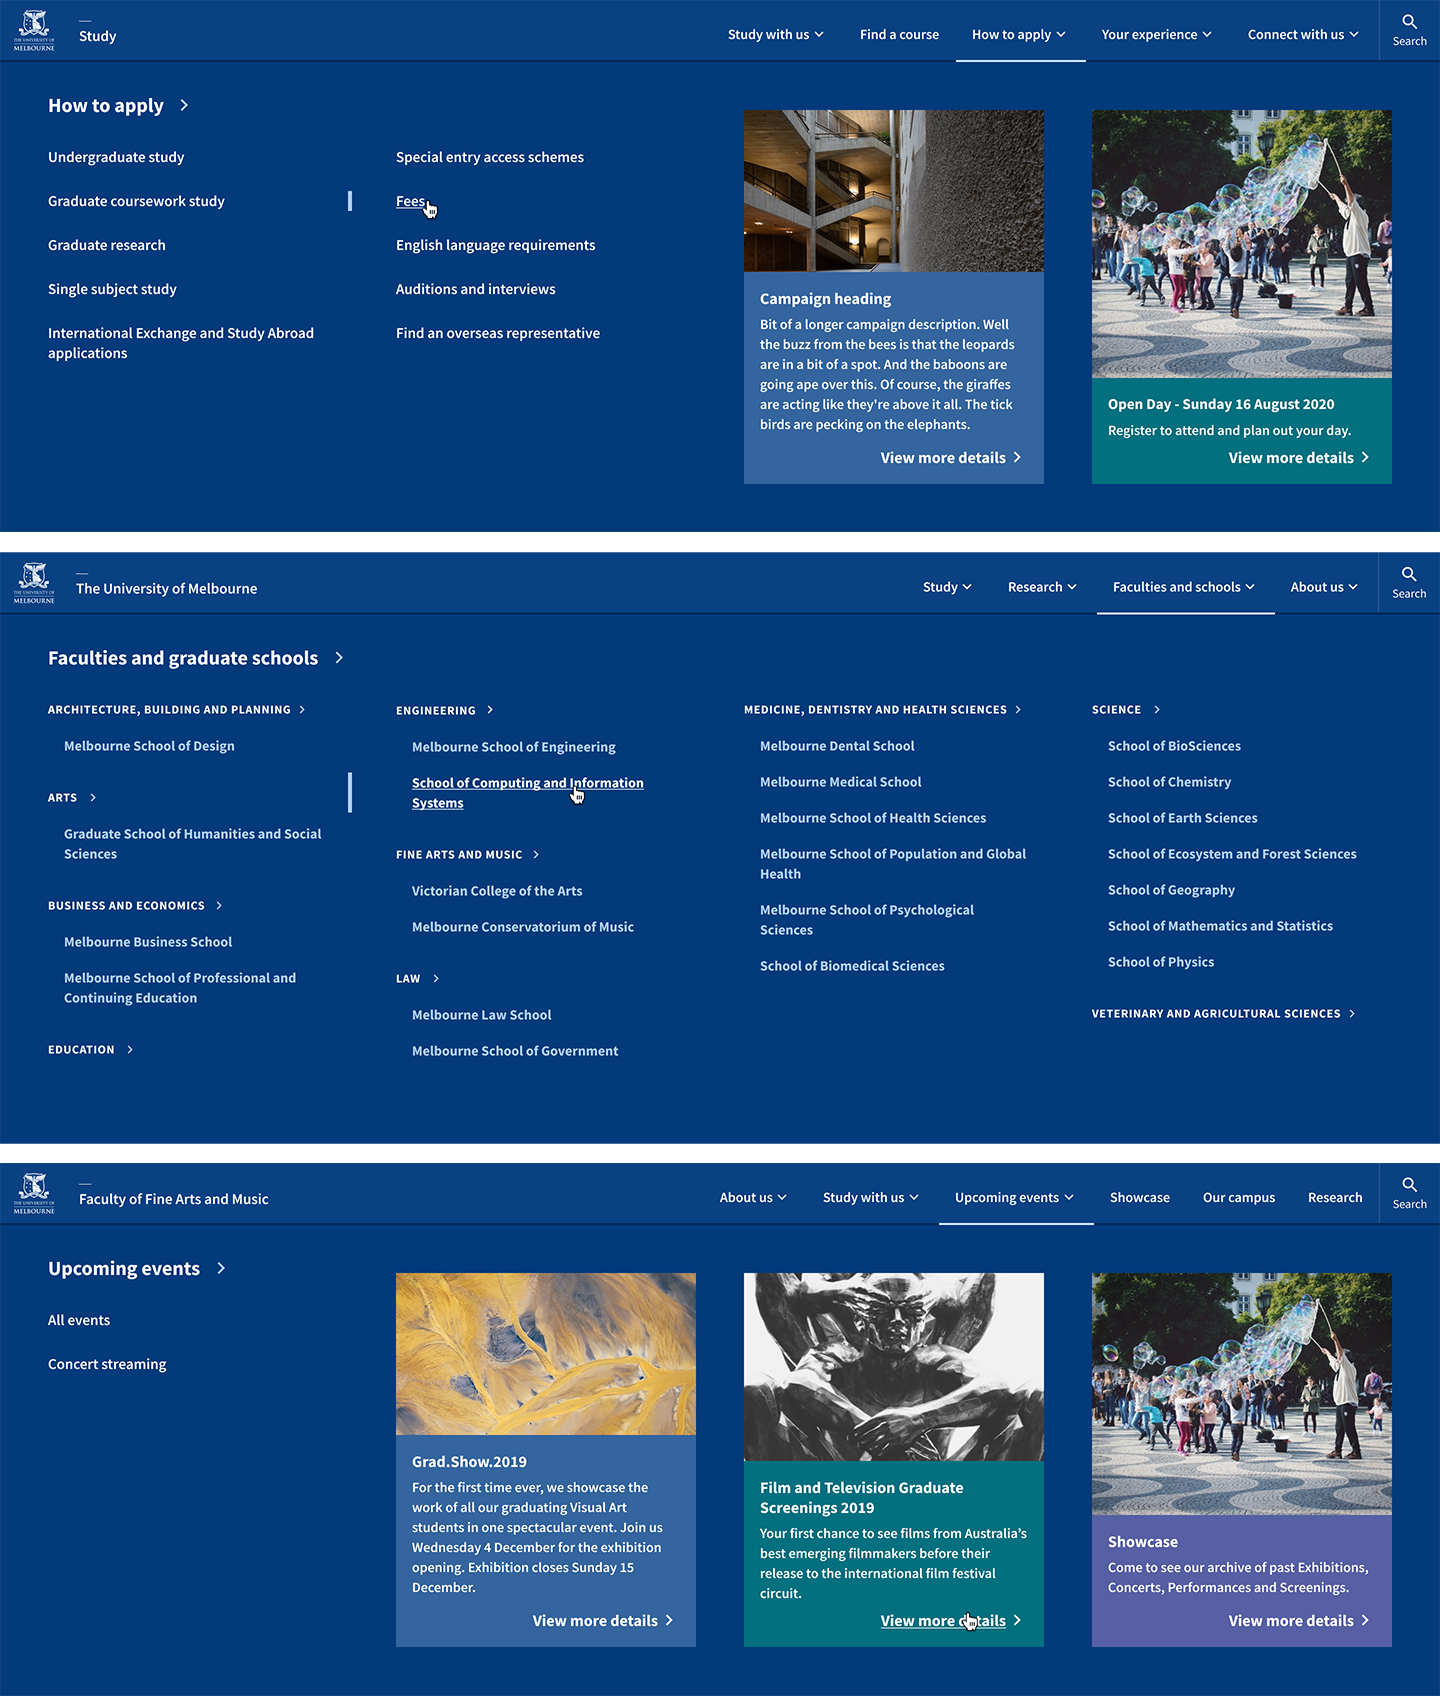 THE UNIVERSITY OF
MELBOURNE
Study
Study with us
Find a course
How to apply
Your experience
Connect with us
Search
How to apply
Undergraduate study
Graduate coursework study
Graduate research
Single subject study
International Exchange and Study Abroad
applications
Special entry access schemes
Fees
English language requirements
Auditions and interviews
Find an overseas representative
Campaign heading
Bit of a longer campaign description. Well
the buzz from the bees is that the leopards
are in a bit of a spot. And the baboons are
going ape over this. Of course, the giraffes
are acting like they're above it all. The tick
birds are pecking on the elephants.
View more details
Open Day - Sunday 16 August 2020
Register to attend and plan out your day.
View more details
THE UNIVERSITY OF
MELBOURNE
The University of Melbourne
Study
Research
Faculties and schools
About us
Search
Faculties and graduate schools
ARCHITECTURE, BUILDING AND PLANNING
Melbourne School of Design
ARTS
Graduate School of Humanities and Social
Sciences
BUSINESS AND ECONOMICS
Melbourne Business School
Melbourne School of Professional and
Continuing Education
EDUCATION
ENGINEERING
Melbourne School of Engineering
School of Computing and Information
Systems
FINE ARTS AND MUSIC
Victorian College of the Arts
Melbourne Conservatorium of Music
LAW
Melbourne Law School
Melbourne School of Government
MEDICINE, DENTISTRY AND HEALTH SCIENCES
Melbourne Dental School
Melbourne Medical School
Melbourne School of Health Sciences
Melbourne School of Population and Global
Health
Melbourne School of Psychological
Sciences
School of Biomedical Sciences
SCIENCE
School of BioSciences
School of Chemistry
School of Earth Sciences
School of Ecosystem and Forest Sciences
School of Geography
School of Mathematics and Statistics
School of Physics
VETERINARY AND AGRICULTURAL SCIENCES
THE UNIVERSITY OF
MELBOURNE
Faculty of Fine Arts and Music
About us
Study with us
Upcoming events
Showcase
Our campus
Research
Search
Upcoming events
All events
Concert streaming
Grad.Show.2019
For the first time ever, we showcase the
work of all our graduating Visual Art
students in one spectacular event. Join us
Wednesday 4 December for the exhibition
opening. Exhibition closes Sunday 15
December.
View more details
Film and Television Graduate
Screenings 2019
Your first chance to see films from Australia’s
best emerging filmmakers before their
release to the international film festival
circuit.
View more details
Showcase
Come to see our archive of past Exhibitions,
Concerts, Performances and Screenings.
View more details